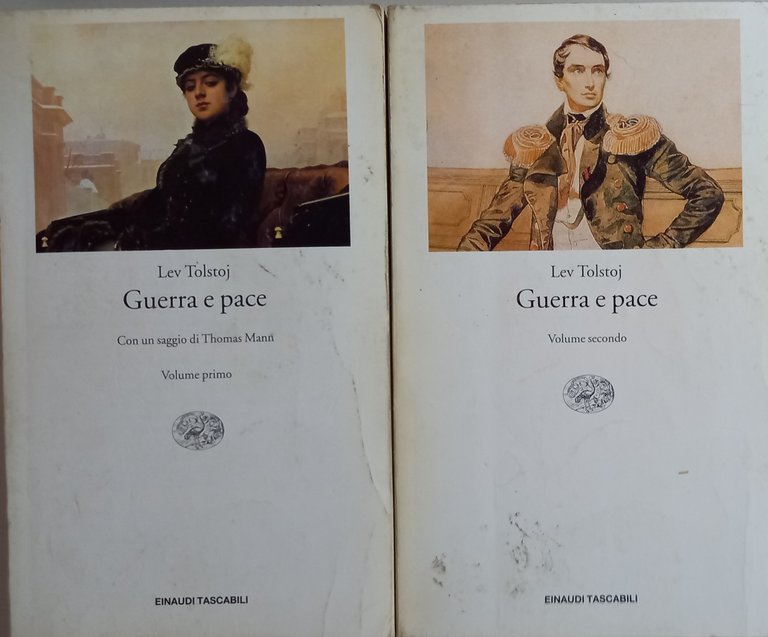 Lev Tolstoj
Guerra e pace
Con un saggio di Thomas Mann
Volume primo
EINAUDI TASCABILI
Lev Tolstoj
Guerra e pace
Volume secondo
EINAUDI TASCABILI